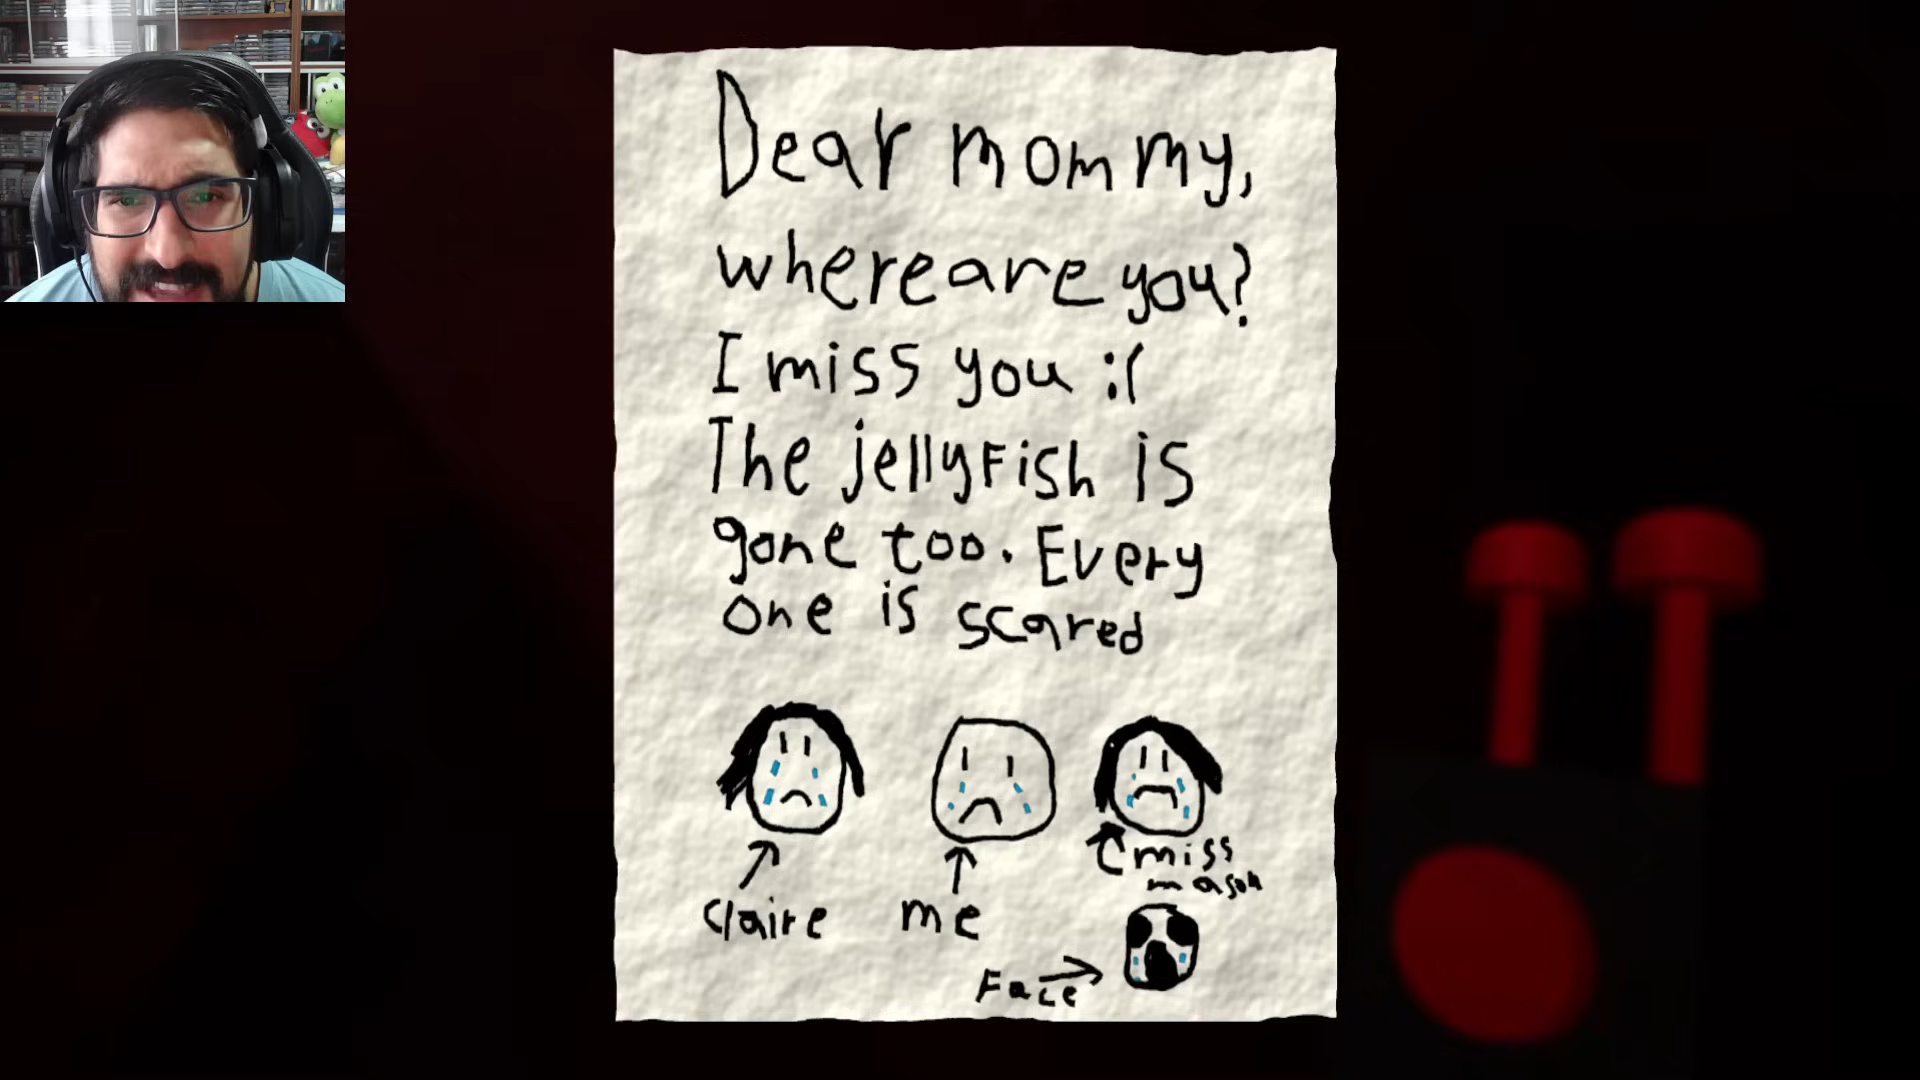 Dear mommy,
where are you?
I miss you :(
The jellyfish is
gone too. Every
one is scared
claire
me
miss
mason
Face